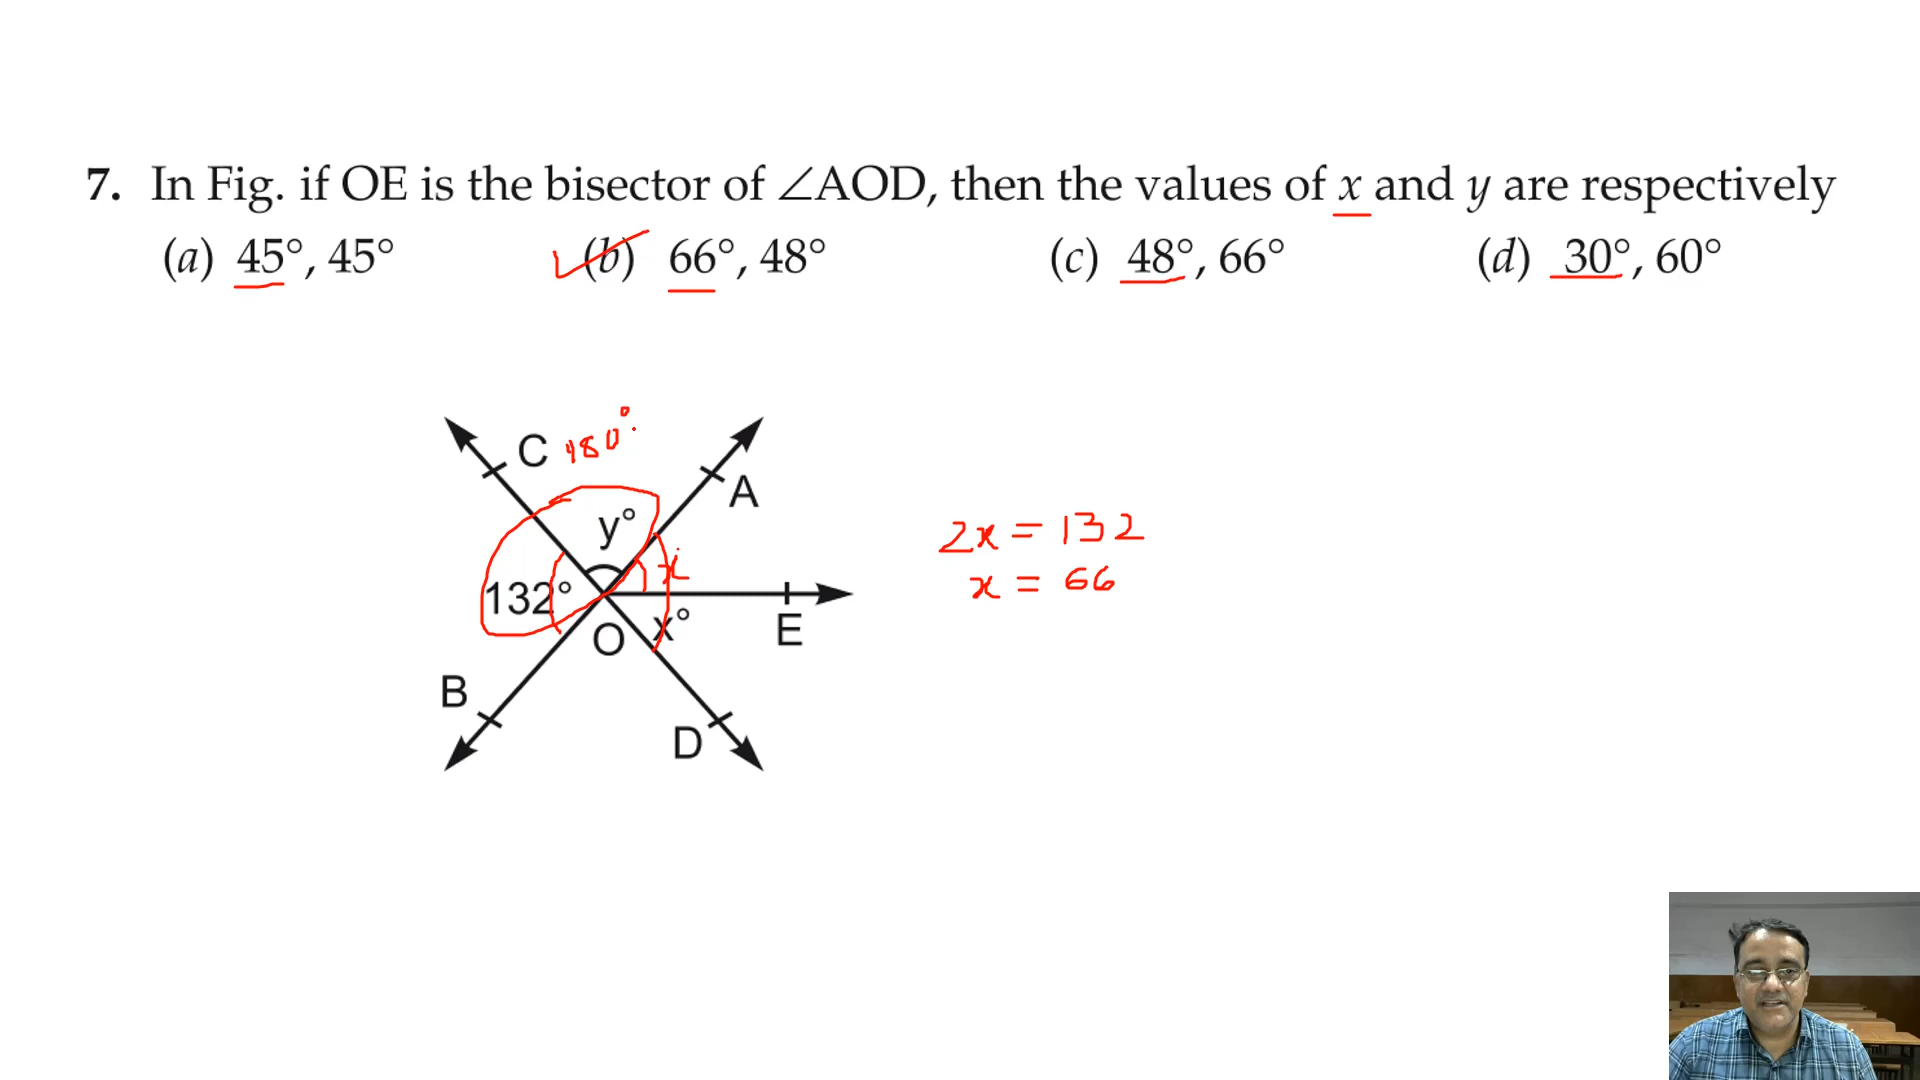 7. In Fig. if OE is the bisector of ∠AOD, then the values of x and y are respectively
(a) 45°, 45° (b) 66°, 48° (c) 48°, 66° (d) 30°, 60°
C 180°
A
y°
2x = 132
x
x = 66
132°
O x° E
B
D